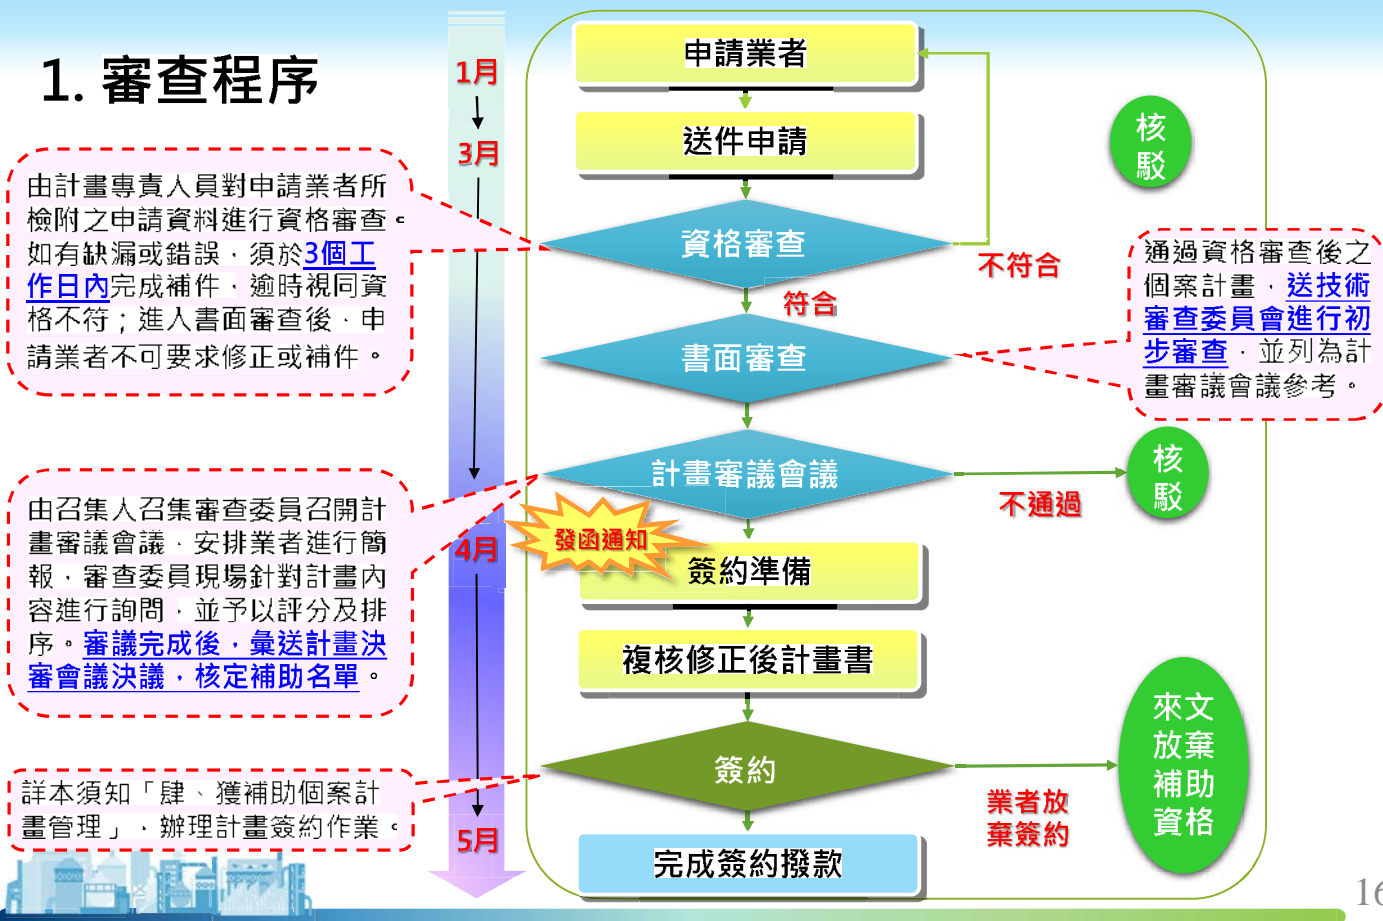 1. 審查程序
1月
3月
4月
5月
申請業者
送件申請
資格審查
不符合
符合
書面審查
計畫審議會議
不通過
發函通知
簽約準備
複核修正後計畫書
簽約
業者放
棄簽約
完成簽約撥款
核
駁
核
駁
來文
放棄
補助
資格
由計畫專責人員對申請業者所
檢附之申請資料進行資格審查。
如有缺漏或錯誤，須於3個工
作日內完成補件，逾時視同資
格不符；進入書面審查後，申
請業者不可要求修正或補件。
通過資格審查後之
個案計畫，送技術
審查委員會進行初
步審查，並列為計
畫審議會議參考。
由召集人召集審查委員召開計
畫審議會議，安排業者進行簡
報，審查委員現場針對計畫內
容進行詢問，並予以評分及排
序。審議完成後，彙送計畫決
審會議決議，核定補助名單。
詳本須知「肆、獲補助個案計
畫管理」，辦理計畫簽約作業。
16